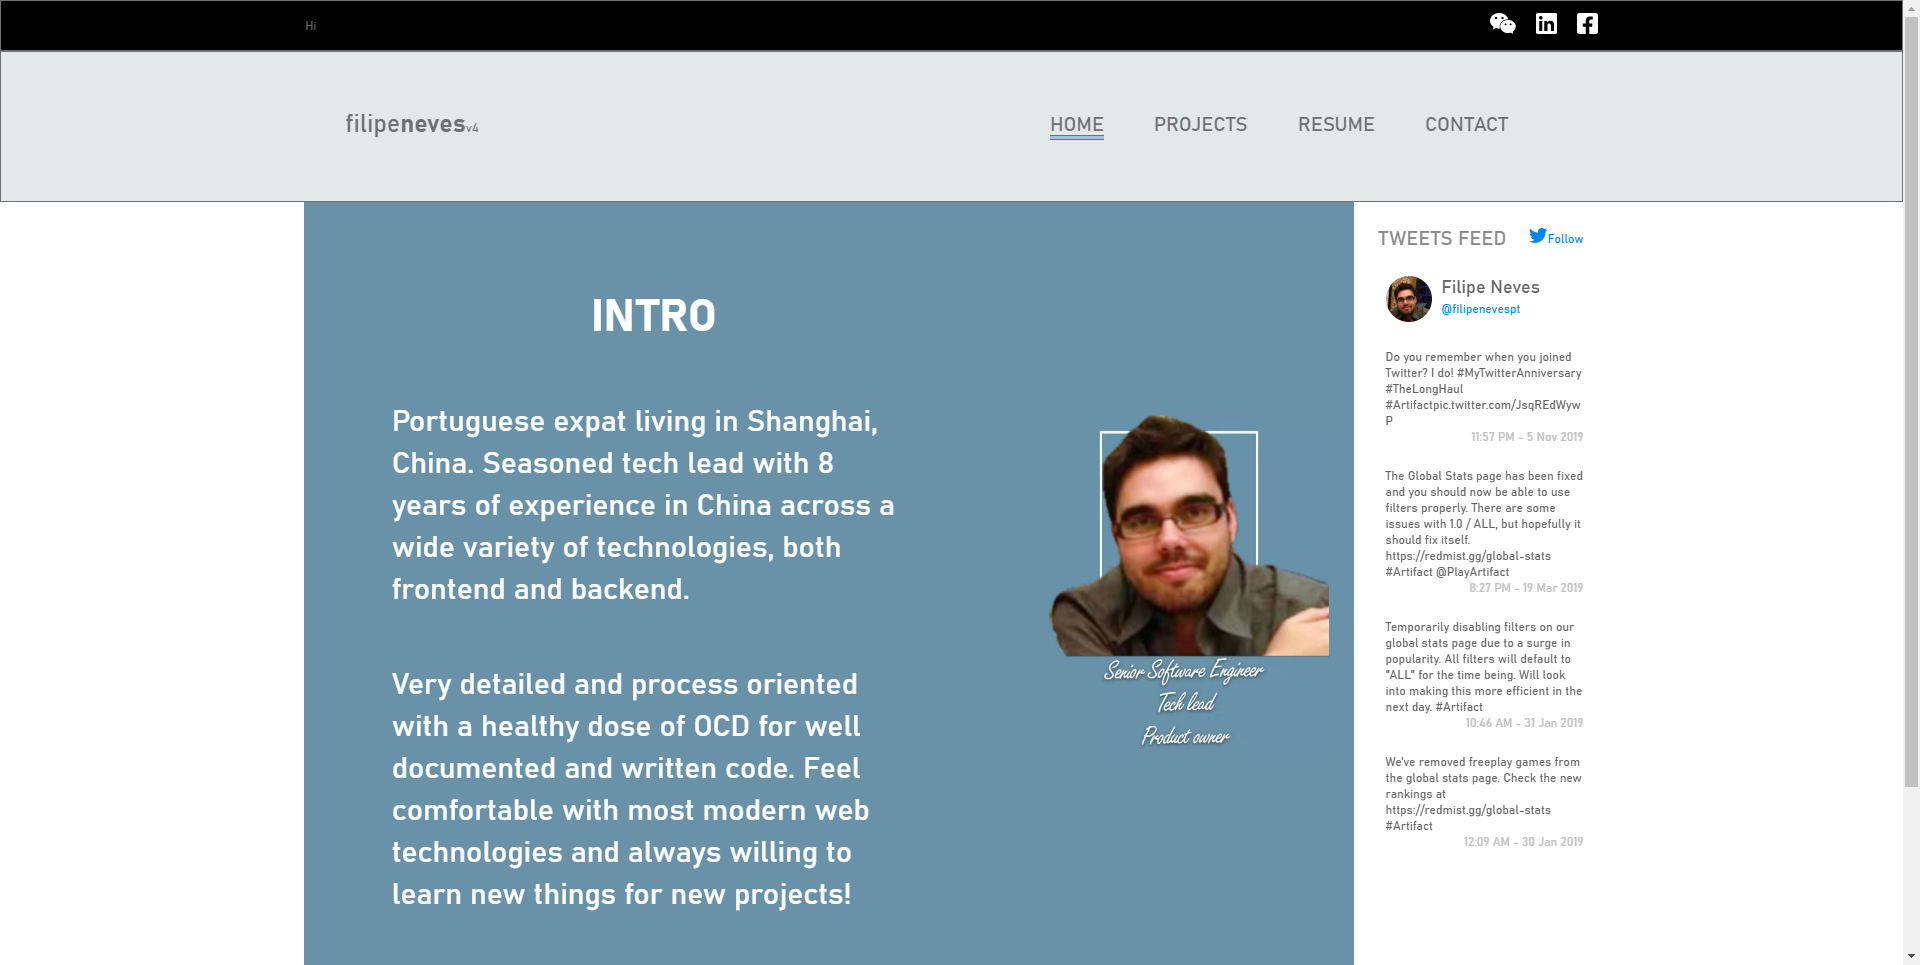 Hi
filipenevesv4
HOME PROJECTS RESUME CONTACT
INTRO
Portuguese expat living in Shanghai,
China. Seasoned tech lead with 8
years of experience in China across a
wide variety of technologies, both
frontend and backend.
Very detailed and process oriented
with a healthy dose of OCD for well
documented and written code. Feel
comfortable with most modern web
technologies and always willing to
learn new things for new projects!
Senior Software Engineer
Tech lead
Product owner
TWEETS FEED Follow
Filipe Neves
@filipenevespt
Do you remember when you joined
Twitter? I do! #MyTwitterAnniversary
#TheLongHaul
#Artifactpic.twitter.com/JsqREdWyw
P
11:57 PM - 5 Nov 2019
The Global Stats page has been fixed
and you should now be able to use
filters properly. There are some
issues with 1.0 / ALL, but hopefully it
should fix itself.
https://redmist.gg/global-stats
#Artifact @PlayArtifact
8:27 PM - 19 Mar 2019
Temporarily disabling filters on our
global stats page due to a surge in
popularity. All filters will default to
"ALL" for the time being. Will look
into making this more efficient in the
next day. #Artifact
10:46 AM - 31 Jan 2019
We've removed freeplay games from
the global stats page. Check the new
rankings at
https://redmist.gg/global-stats
#Artifact
12:09 AM - 30 Jan 2019